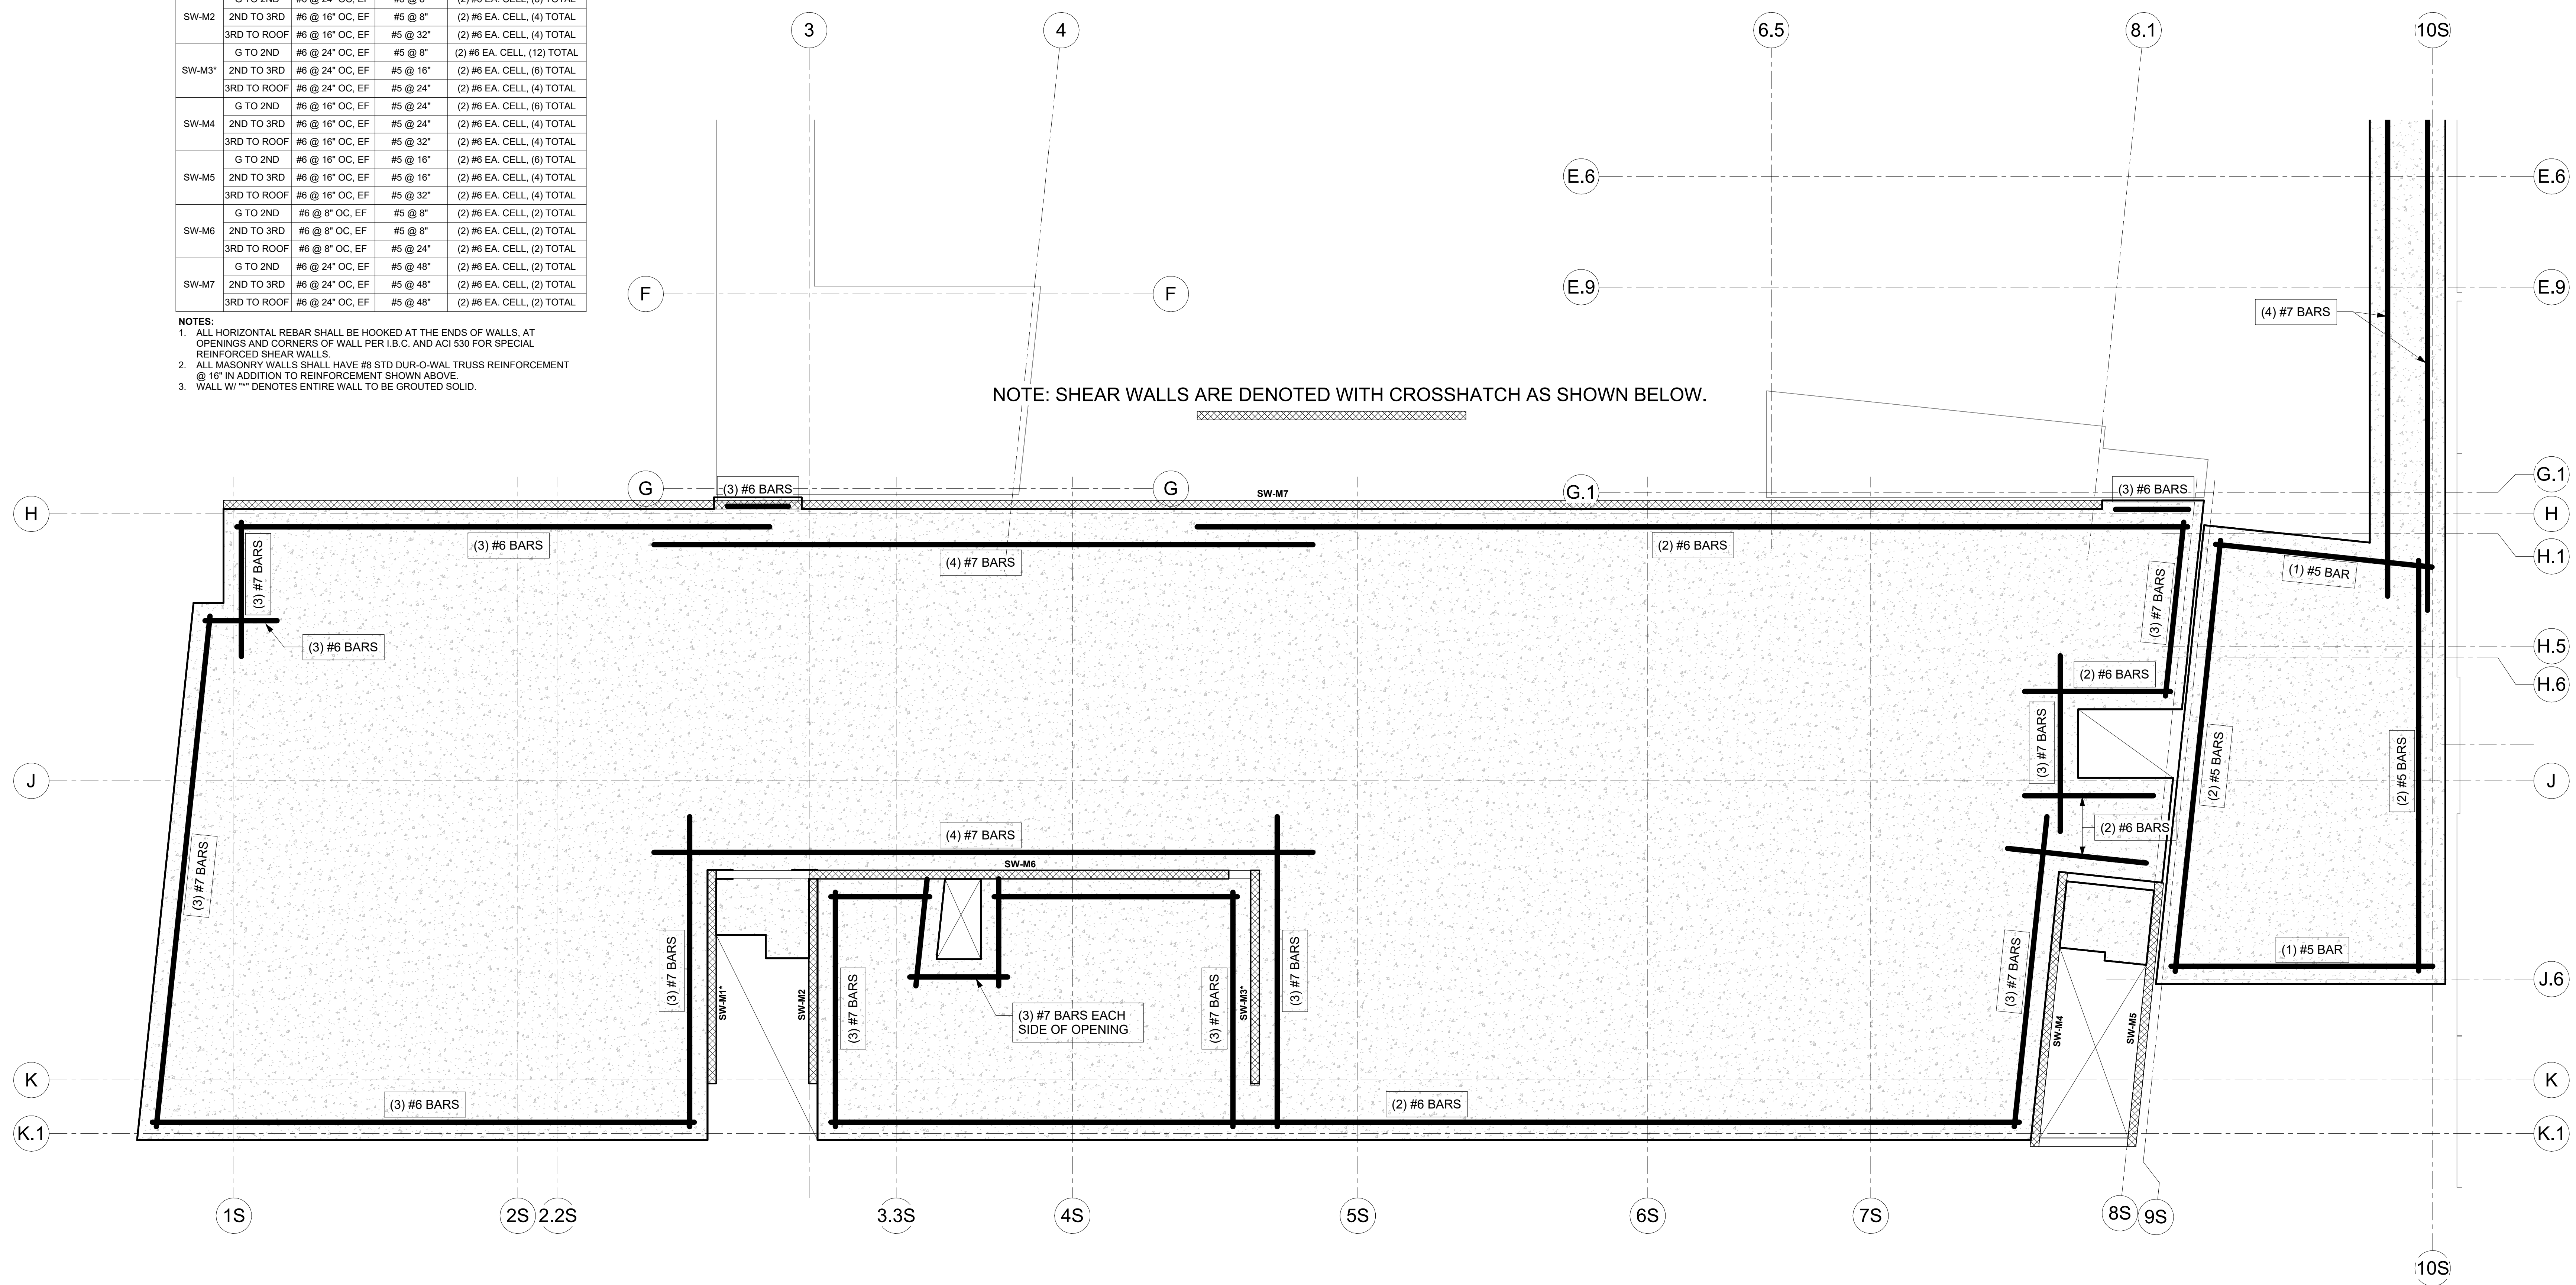 G TO 2ND #6 @ 24" OC, EF #5 @ 8" (2) #6 EA. CELL, (8) TOTAL
SW-M2 2ND TO 3RD #6 @ 16" OC, EF #5 @ 8" (2) #6 EA. CELL, (4) TOTAL
3RD TO ROOF #6 @ 16" OC, EF #5 @ 32" (2) #6 EA. CELL, (4) TOTAL
G TO 2ND #6 @ 24" OC, EF #5 @ 8" (2) #6 EA. CELL, (12) TOTAL
SW-M3* 2ND TO 3RD #6 @ 24" OC, EF #5 @ 16" (2) #6 EA. CELL, (6) TOTAL
3RD TO ROOF #6 @ 24" OC, EF #5 @ 24" (2) #6 EA. CELL, (4) TOTAL
G TO 2ND #6 @ 16" OC, EF #5 @ 24" (2) #6 EA. CELL, (6) TOTAL
SW-M4 2ND TO 3RD #6 @ 16" OC, EF #5 @ 24" (2) #6 EA. CELL, (4) TOTAL
3RD TO ROOF #6 @ 16" OC, EF #5 @ 32" (2) #6 EA. CELL, (4) TOTAL
G TO 2ND #6 @ 16" OC, EF #5 @ 16" (2) #6 EA. CELL, (6) TOTAL
SW-M5 2ND TO 3RD #6 @ 16" OC, EF #5 @ 16" (2) #6 EA. CELL, (4) TOTAL
3RD TO ROOF #6 @ 16" OC, EF #5 @ 32" (2) #6 EA. CELL, (4) TOTAL
G TO 2ND #6 @ 8" OC, EF #5 @ 8" (2) #6 EA. CELL, (2) TOTAL
SW-M6 2ND TO 3RD #6 @ 8" OC, EF #5 @ 8" (2) #6 EA. CELL, (2) TOTAL
3RD TO ROOF #6 @ 8" OC, EF #5 @ 24" (2) #6 EA. CELL, (2) TOTAL
G TO 2ND #6 @ 24" OC, EF #5 @ 48" (2) #6 EA. CELL, (2) TOTAL
SW-M7 2ND TO 3RD #6 @ 24" OC, EF #5 @ 48" (2) #6 EA. CELL, (2) TOTAL
3RD TO ROOF #6 @ 24" OC, EF #5 @ 48" (2) #6 EA. CELL, (2) TOTAL
NOTES:
1. ALL HORIZONTAL REBAR SHALL BE HOOKED AT THE ENDS OF WALLS, AT
OPENINGS AND CORNERS OF WALL PER I.B.C. AND ACI 530 FOR SPECIAL
REINFORCED SHEAR WALLS.
2. ALL MASONRY WALLS SHALL HAVE #8 STD DUR-O-WAL TRUSS REINFORCEMENT
@ 16" IN ADDITION TO REINFORCEMENT SHOWN ABOVE.
3. WALL W/ "*" DENOTES ENTIRE WALL TO BE GROUTED SOLID.
3
4
6.5
8.1
10S
E.6
E.6
F
F
E.9
E.9
(4) #7 BARS
NOTE: SHEAR WALLS ARE DENOTED WITH CROSSHATCH AS SHOWN BELOW.
G
G
G.1
G.1
(3) #6 BARS
SW-M7
(3) #6 BARS
H
H
(3) #6 BARS
(4) #7 BARS
(2) #6 BARS
H.1
(3) #7 BARS
(3) #7 BARS
(1) #5 BAR
(3) #6 BARS
H.5
(2) #6 BARS
H.6
(3) #7 BARS
(2) #5 BARS
(2) #5 BARS
J
J
(4) #7 BARS
(2) #6 BARS
(3) #7 BARS
SW-M6
(3) #7 BARS
SW-M1*
SW-M2
(3) #7 BARS
(3) #7 BARS EACH
SIDE OF OPENING
(3) #7 BARS
SW-M3*
(3) #7 BARS
(3) #7 BARS
SW-M4
SW-M5
(1) #5 BAR
J.6
K
K
(3) #6 BARS
(2) #6 BARS
K.1
K.1
1S
2S
2.2S
3.3S
4S
5S
6S
7S
8S
9S
10S